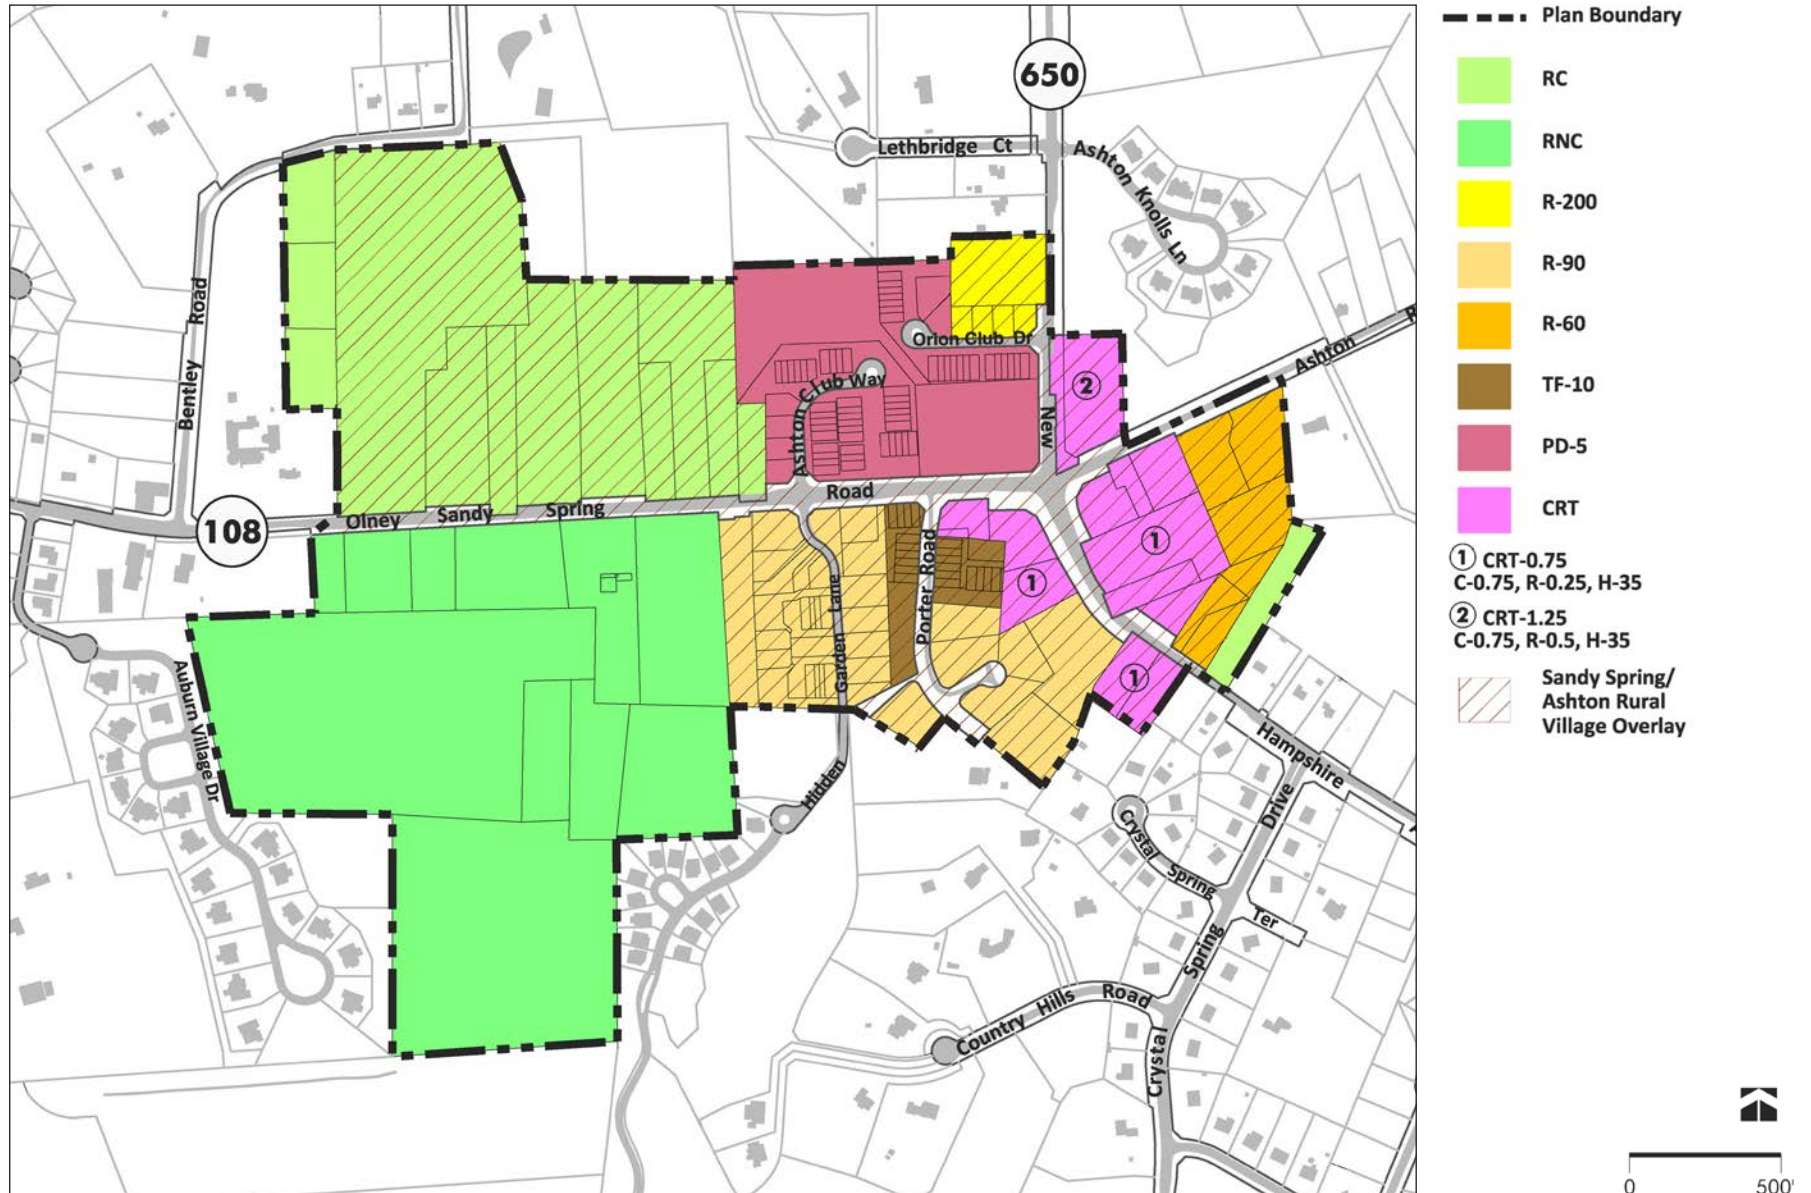 650
Lethbridge Ct
Ashton Knolls Ln
Bentley Road
Orion Club Dr
Ashton Club Way
New
Ashton
2
Road
108
Olney Sandy Spring
1
1
1
Porter Road
Garden Lane
Hidden
Auburn Village Dr
Hampshire
Drive
Crystal Spring
Ter
Spring
Country Hills Road
Crystal
Plan Boundary
RC
RNC
R-200
R-90
R-60
TF-10
PD-5
CRT
1 CRT-0.75
C-0.75, R-0.25, H-35
2 CRT-1.25
C-0.75, R-0.5, H-35
Sandy Spring/
Ashton Rural
Village Overlay
0 500'